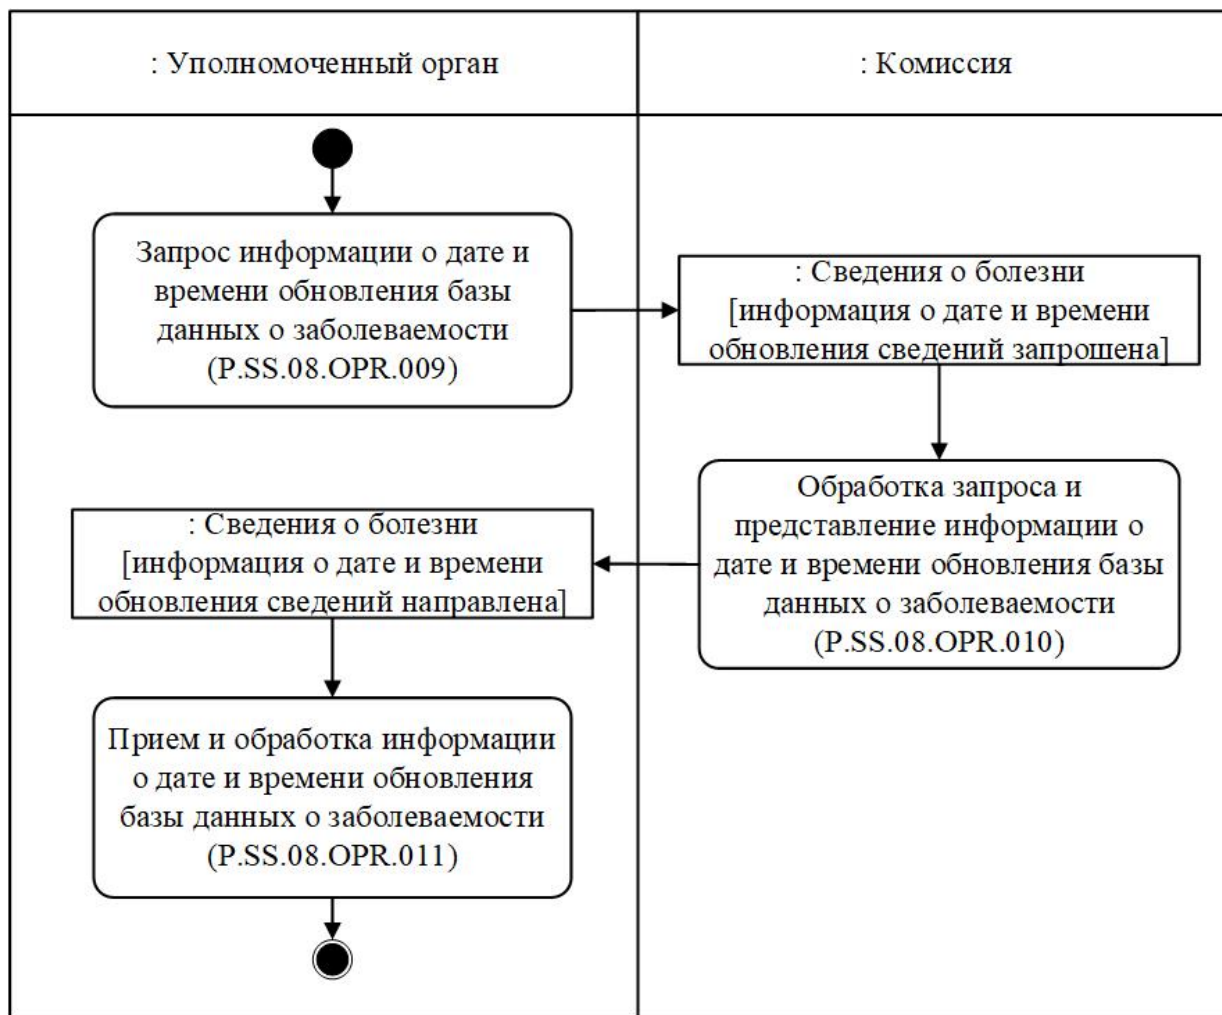 : Уполномоченный орган
: Комиссия
Запрос информации о дате и
времени обновления базы
данных о заболеваемости
(P.SS.08.OPR.009)
: Сведения о болезни
[информация о дате и времени
обновления сведений запрошена]
Обработка запроса и
представление информации о
дате и времени обновления базы
данных о заболеваемости
(P.SS.08.OPR.010)
: Сведения о болезни
[информация о дате и времени
обновления сведений направлена]
Прием и обработка информации
о дате и времени обновления
базы данных о заболеваемости
(P.SS.08.OPR.011)